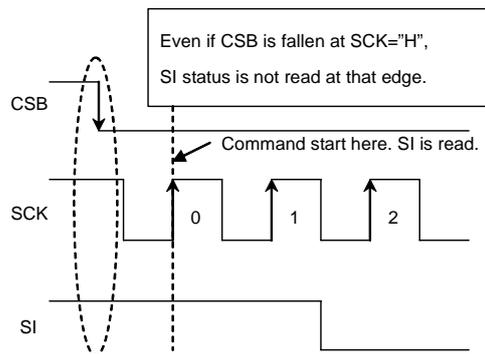 Even if CSB is fallen at SCK="H",
SI status is not read at that edge.
CSB
Command start here. SI is read.
SCK
0
1
2
SI